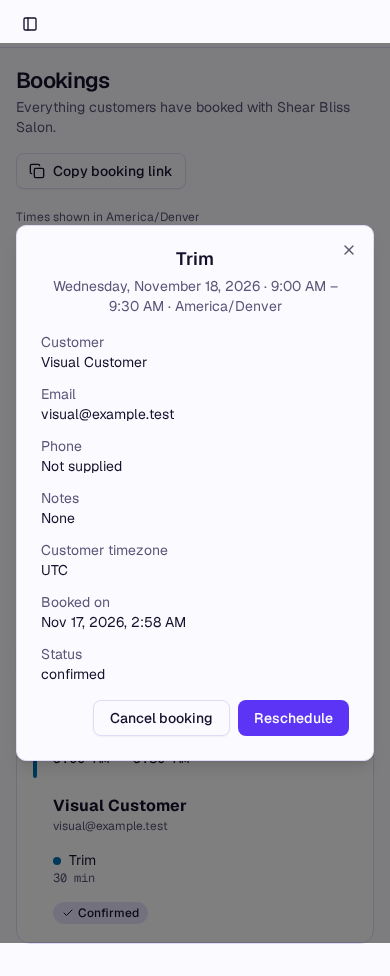 Bookings
Everything customers have booked with Shear Bliss
Salon.
Copy booking link
Times shown in America/Denver
Trim
Wednesday, November 18, 2026 · 9:00 AM –
9:30 AM · America/Denver
Customer
Visual Customer
Email
visual@example.test
Phone
Not supplied
Notes
None
Customer timezone
UTC
Booked on
Nov 17, 2026, 2:58 AM
Status
confirmed
Cancel booking
Reschedule
Visual Customer
visual@example.test
Trim
30 min
Confirmed